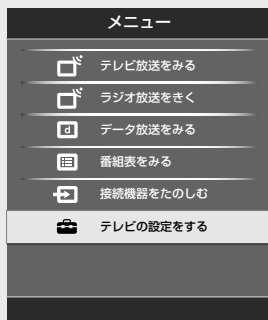 メニュー
テレビ放送をみる
ラジオ放送をきく
d データ放送をみる
番組表をみる
接続機器をたのしむ
テレビの設定をする